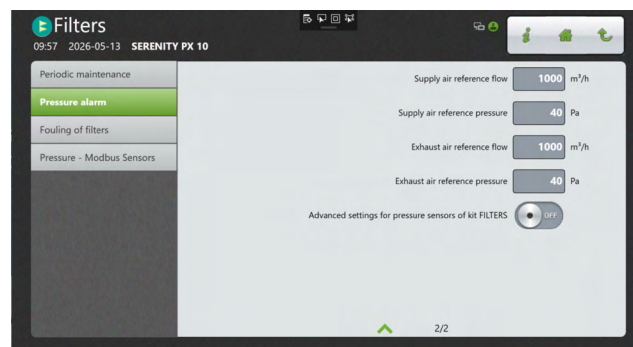 Filters
09:57 2026-05-13 SERENITY PX 10
Periodic maintenance
Pressure alarm
Fouling of filters
Pressure - Modbus Sensors
Supply air reference flow 1000 m³/h
Supply air reference pressure 40 Pa
Exhaust air reference flow 1000 m³/h
Exhaust air reference pressure 40 Pa
Advanced settings for pressure sensors of kit FILTERS OFF
2/2